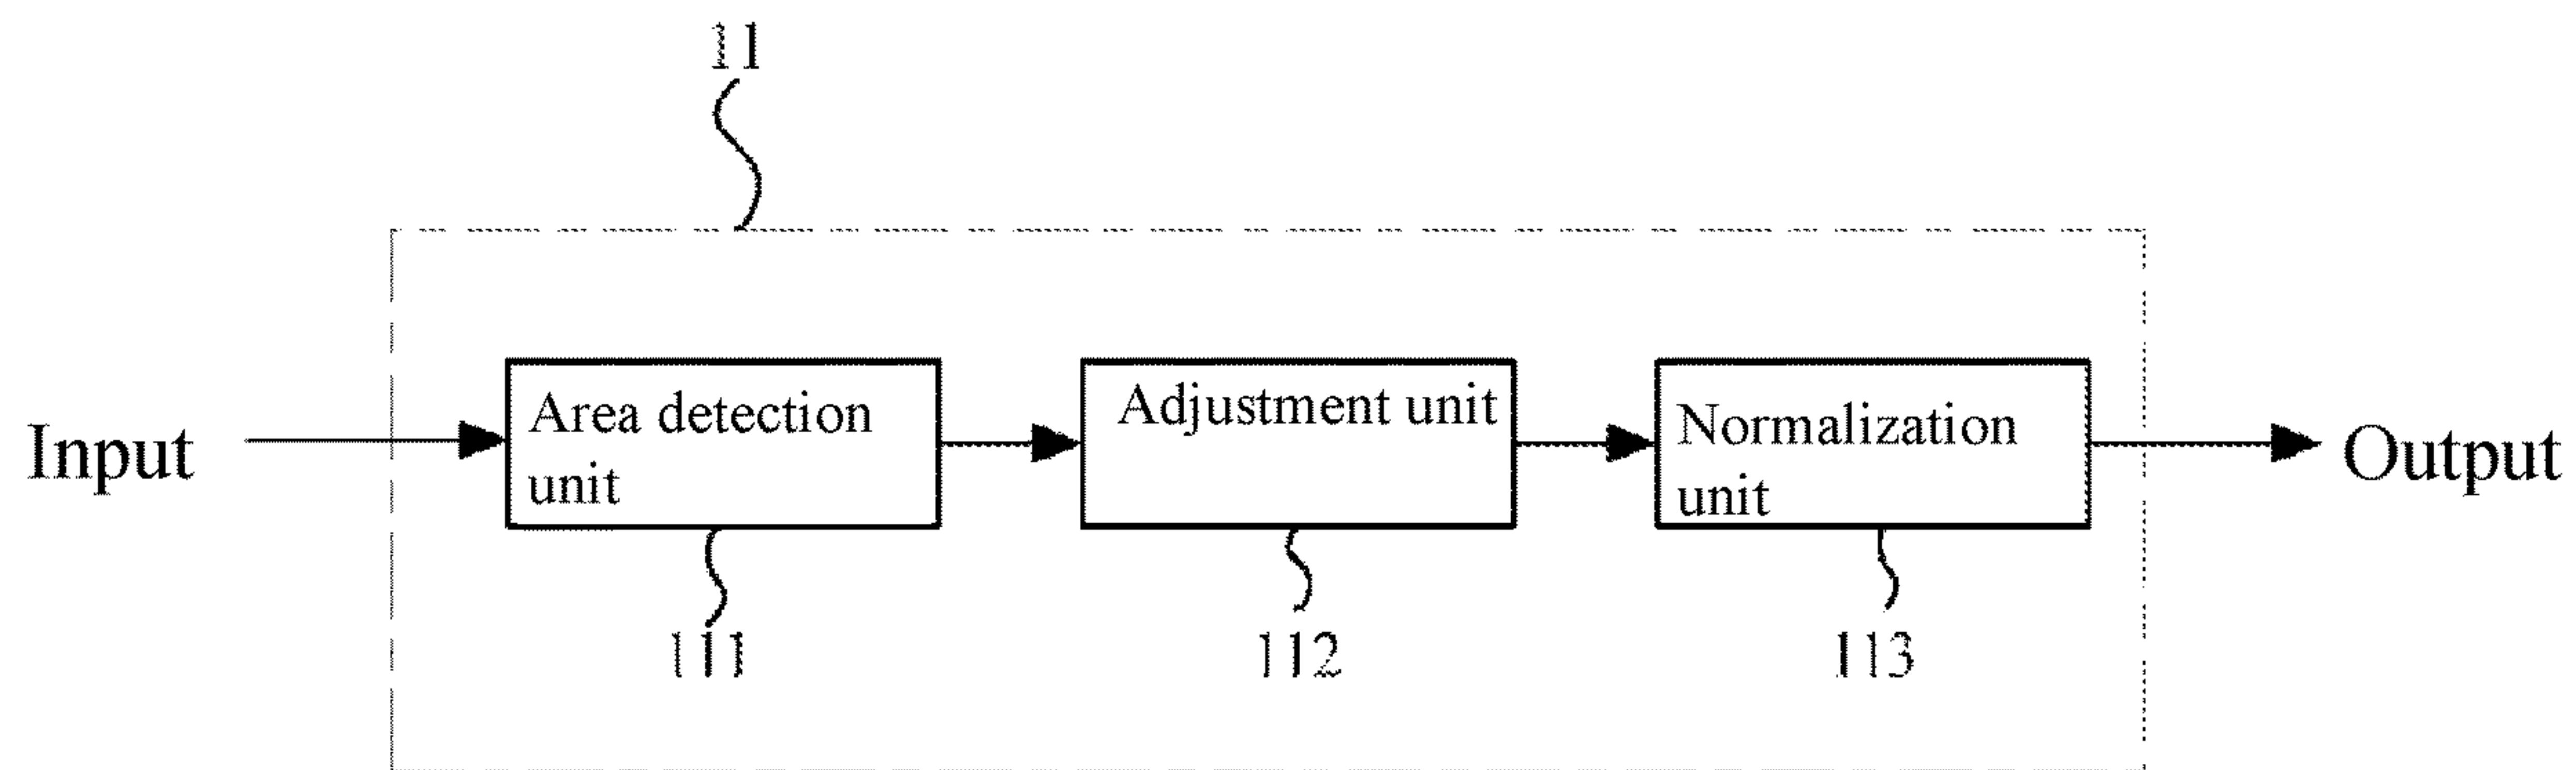 11
Input
Area detection
unit
Adjustment unit
Normalization
unit
Output
111
112
113